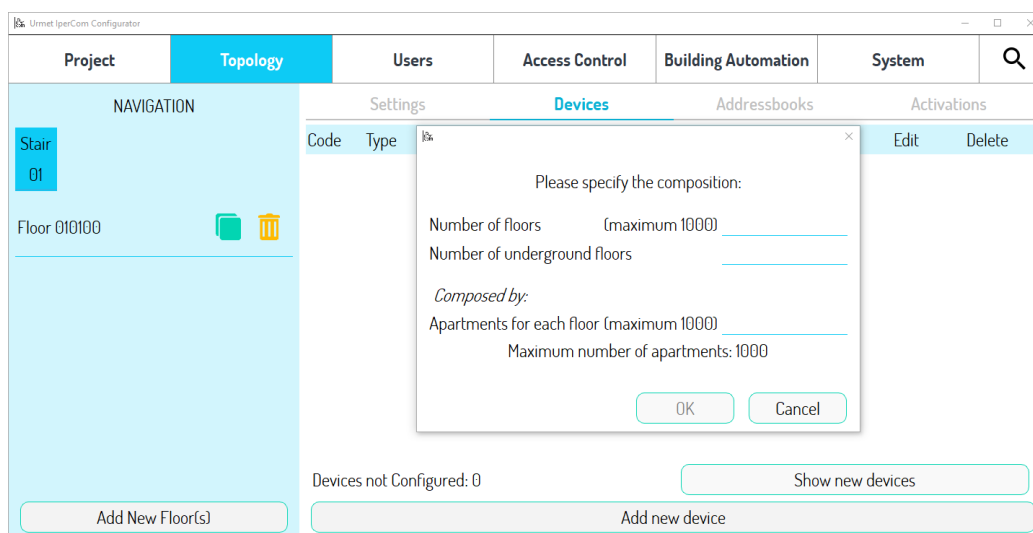 Urmet IperCom Configurator
Project Topology Users Access Control Building Automation System
NAVIGATION Settings Devices Addressbooks Activations
Stair
01
Code Type Edit Delete
Please specify the composition:
Floor 010100
Number of floors (maximum 1000)
Number of underground floors
Composed by:
Apartments for each floor (maximum 1000)
Maximum number of apartments: 1000
OK Cancel
Devices not Configured: 0 Show new devices
Add New Floor(s) Add new device